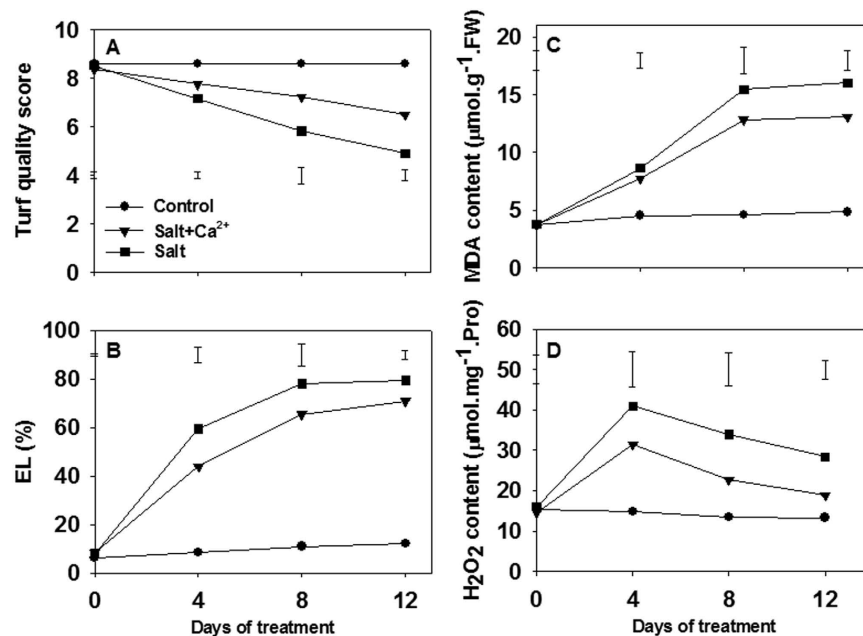 A
Turf quality score
10
8
6
4
2
0
Control
Salt+Ca²⁺
Salt
C
MDA content (μmol.g⁻¹.FW)
20
15
10
5
0
B
EL (%)
100
80
60
40
20
0
0 4 8 12
Days of treatment
D
H₂O₂ content (μmol.mg⁻¹.Pro)
60
50
40
30
20
10
0
0 4 8 12
Days of treatment